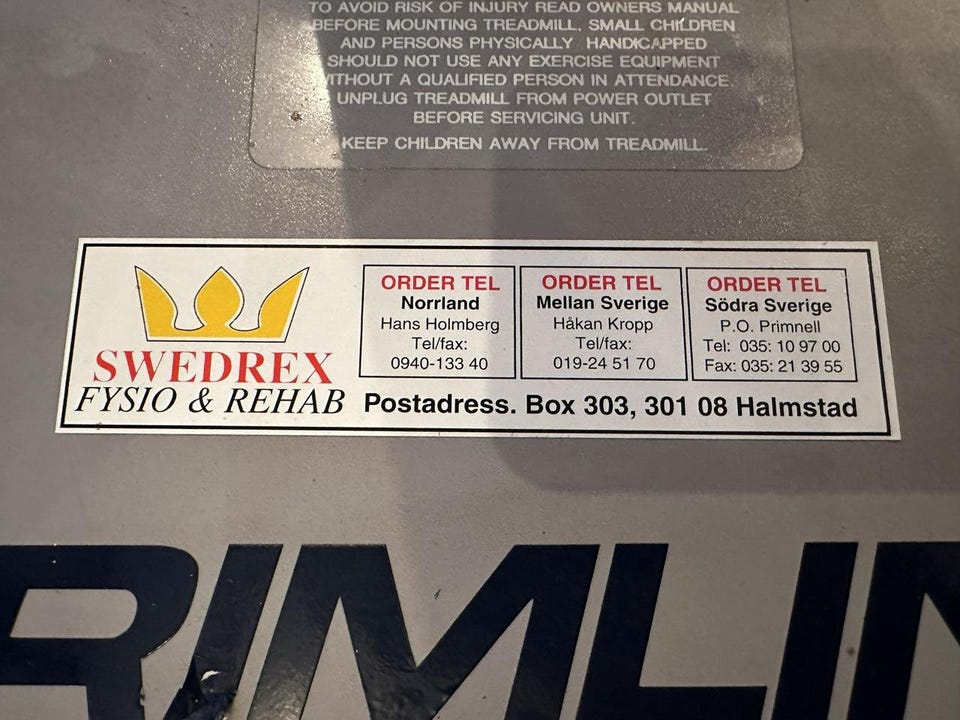 TO AVOID RISK OF INJURY READ OWNERS MANUAL
BEFORE MOUNTING TREADMILL, SMALL CHILDREN
AND PERSONS PHYSICALLY HANDICAPPED
SHOULD NOT USE ANY EXERCISE EQUIPMENT
WITHOUT A QUALIFIED PERSON IN ATTENDANCE
UNPLUG TREADMILL FROM POWER OUTLET
BEFORE SERVICING UNIT.
KEEP CHILDREN AWAY FROM TREADMILL.
SWEDREX
FYSIO & REHAB
ORDER TEL
Norrland
Hans Holmberg
Tel/fax:
0940-133 40
ORDER TEL
Mellan Sverige
Håkan Kropp
Tel/fax:
019-24 51 70
ORDER TEL
Södra Sverige
P.O. Primnell
Tel: 035: 10 97 00
Fax: 035: 21 39 55
Postadress. Box 303, 301 08 Halmstad
RIMLIN